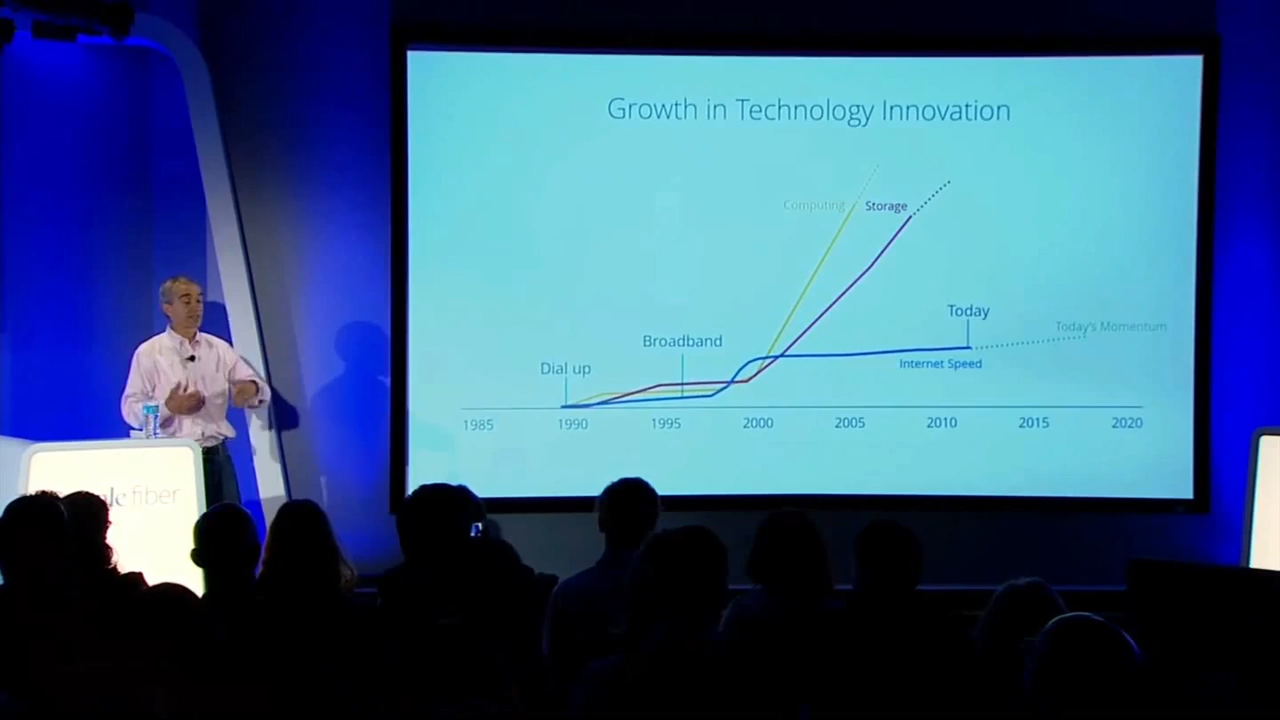 Growth in Technology Innovation
Computing
Storage
Today
Today's Momentum
Broadband
Dial up
Internet Speed
1985 1990 1995 2000 2005 2010 2015 2020
fiber